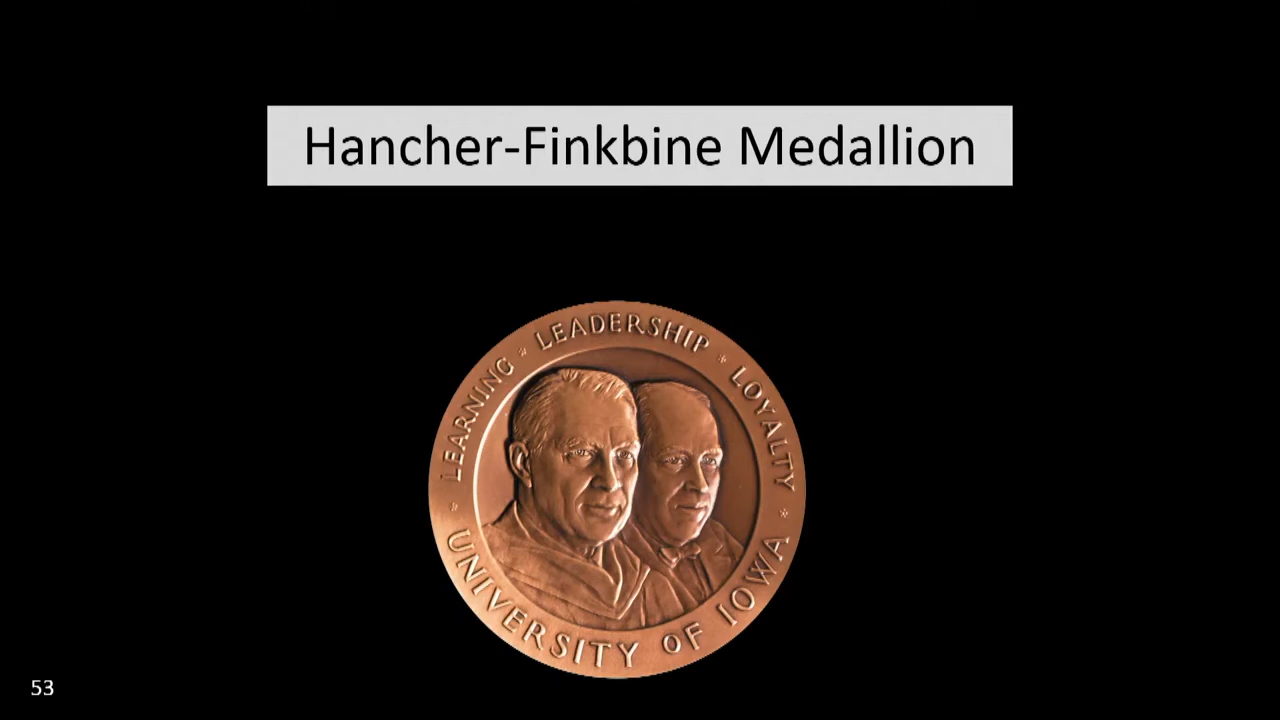 Hancher-Finkbine Medallion
LEARNING * LEADERSHIP * LOYALTY *
UNIVERSITY OF IOWA *
53